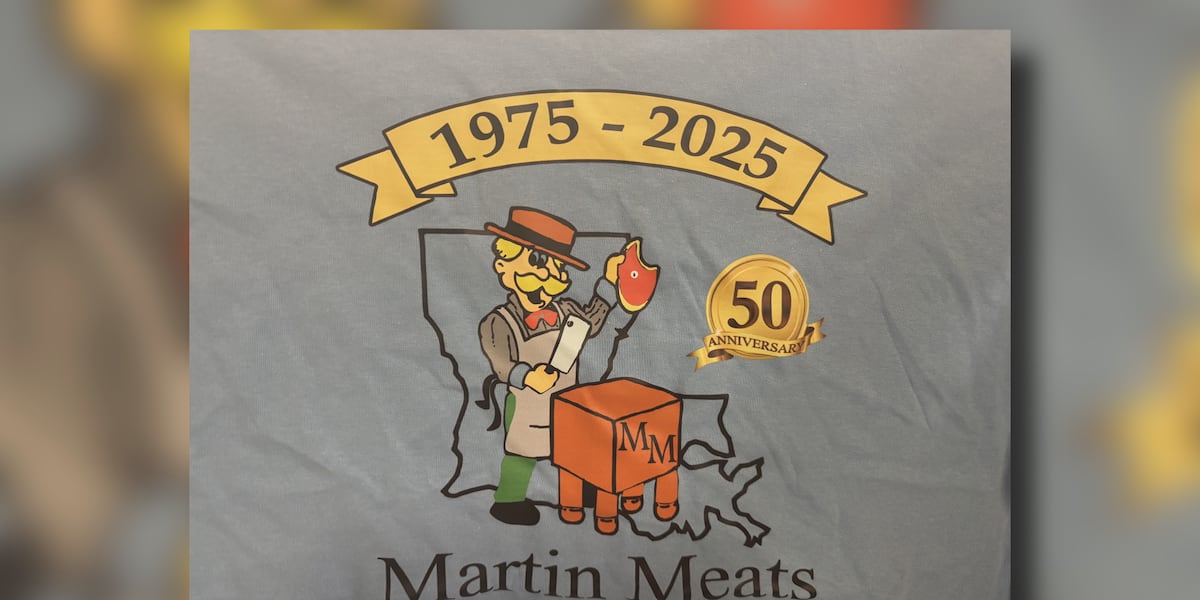 1975 - 2025
50
ANNIVERSARY
MM
Martin Meats